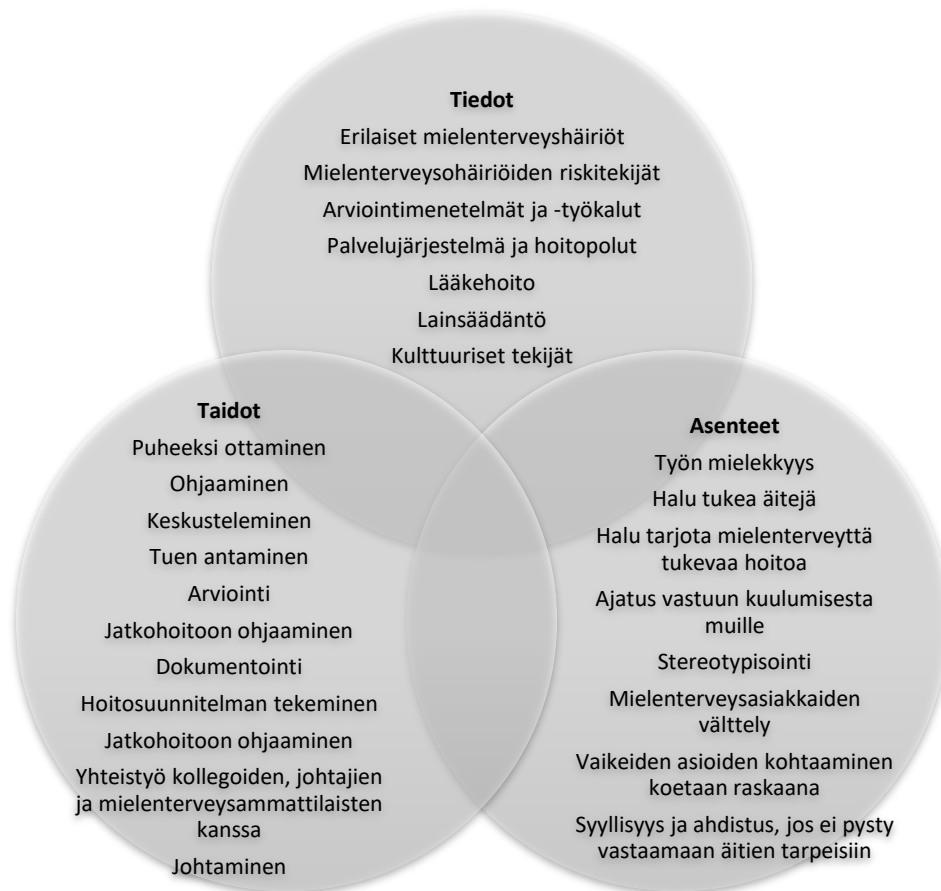 Tiedot
Erilaiset mielenterveyshäiriöt
Mielenterveysohäiriöiden riskitekijät
Arviointimenetelmät ja -työkalut
Palvelujärjestelmä ja hoitopolut
Lääkehoito
Lainsäädäntö
Kulttuuriset tekijät
Taidot
Puheeksi ottaminen
Ohjaaminen
Keskusteleminen
Tuen antaminen
Arviointi
Jatkohoitoon ohjaaminen
Dokumentointi
Hoitosuunnitelman tekeminen
Jatkohoitoon ohjaaminen
Yhteistyö kollegoiden, johtajien
ja mielenterveysammattilaisten
kanssa
Johtaminen
Asenteet
Työn mielekkyys
Halu tukea äitejä
Halu tarjota mielenterveyttä
tukevaa hoitoa
Ajatus vastuun kuulumisesta
muille
Stereotypisointi
Mielenterveysasiakkaiden
välttely
Vaikeiden asioiden kohtaaminen
koetaan raskaana
Syyllisyys ja ahdistus, jos ei pysty
vastaamaan äitien tarpeisiin